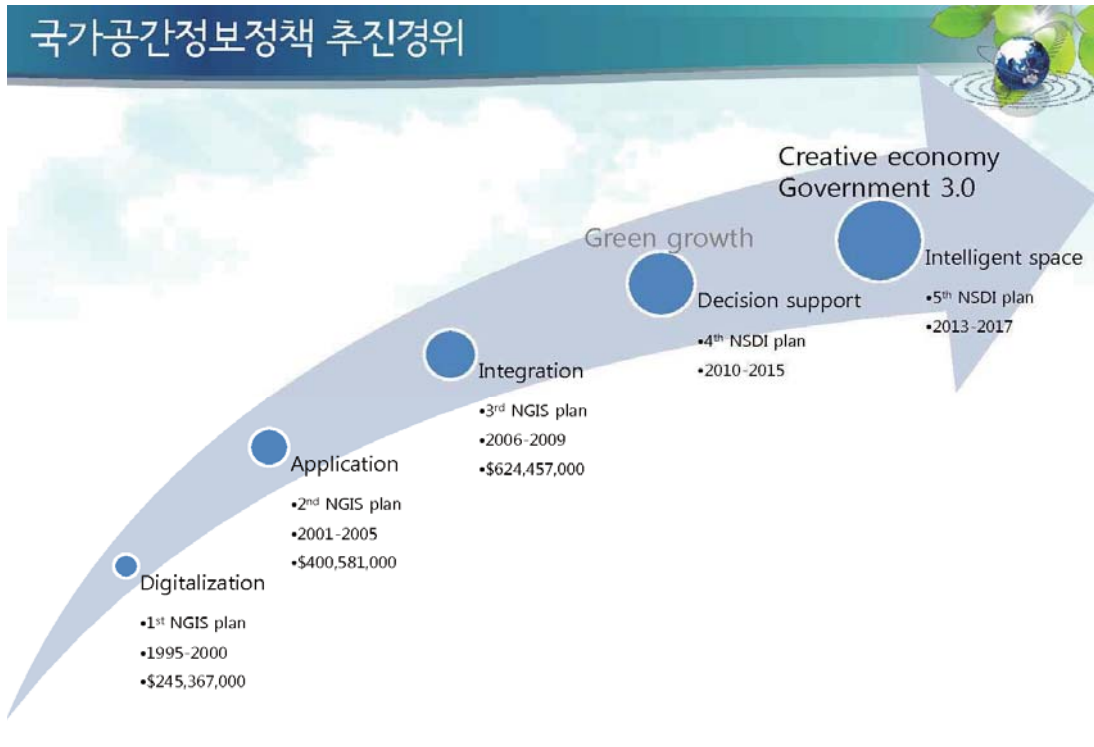 국가공간정보정책 추진경위
Creative economy
Government 3.0
Green growth
Intelligent space
•5th NSDI plan
•2013-2017
Decision support
•4th NSDI plan
•2010-2015
Integration
•3rd NGIS plan
•2006-2009
•$624,457,000
Application
•2nd NGIS plan
•2001-2005
•$400,581,000
Digitalization
•1st NGIS plan
•1995-2000
•$245,367,000